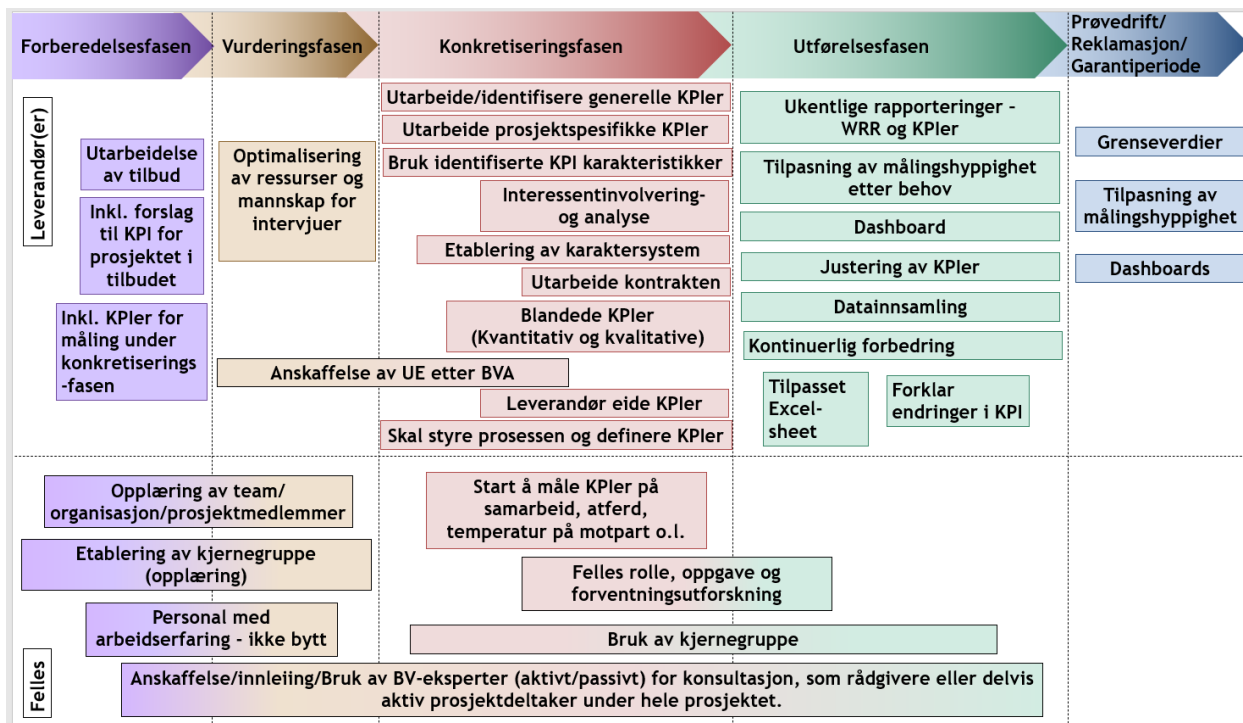 Forberedelsesfasen
Vurderingsfasen
Konkretiseringsfasen
Utførelsesfasen
Prøvedrift/
Reklamasjon/
Garantiperiode
Leverandør(er)
Utarbeidelse
av tilbud
Inkl. forslag
til KPI for
prosjektet i
tilbudet
Inkl. KPIer for
måling under
konkretiserings
-fasen
Optimalisering
av ressurser og
mannskap for
intervjuer
Utarbeide/identifisere generelle KPIer
Utarbeide prosjektspesifikke KPIer
Bruk identifiserte KPI karakteristikker
Interessentinvolvering-
og analyse
Etablering av karaktersystem
Utarbeide kontrakten
Blandede KPIer
(Kvantitativ og kvalitative)
Anskaffelse av UE etter BVA
Leverandør eide KPIer
Skal styre prosessen og definere KPIer
Ukentlige rapporteringer –
WRR og KPIer
Tilpasning av målingshyppighet
etter behov
Dashboard
Justering av KPIer
Datainnsamling
Kontinuerlig forbedring
Tilpasset
Excel-
sheet
Forklar
endringer i KPI
Grenseverdier
Tilpasning av
målingshyppighet
Dashboards
Felles
Opplæring av team/
organisasjon/prosjektmedlemmer
Etablering av kjernegruppe
(opplæring)
Personal med
arbeidserfaring - ikke bytt
Start å måle KPIer på
samarbeid, atferd,
temperatur på motpart o.l.
Felles rolle, oppgave og
forventningsutforskning
Bruk av kjernegruppe
Anskaffelse/innleiing/Bruk av BV-eksperter (aktivt/passivt) for konsultasjon, som rådgivere eller delvis
aktiv prosjektdeltaker under hele prosjektet.